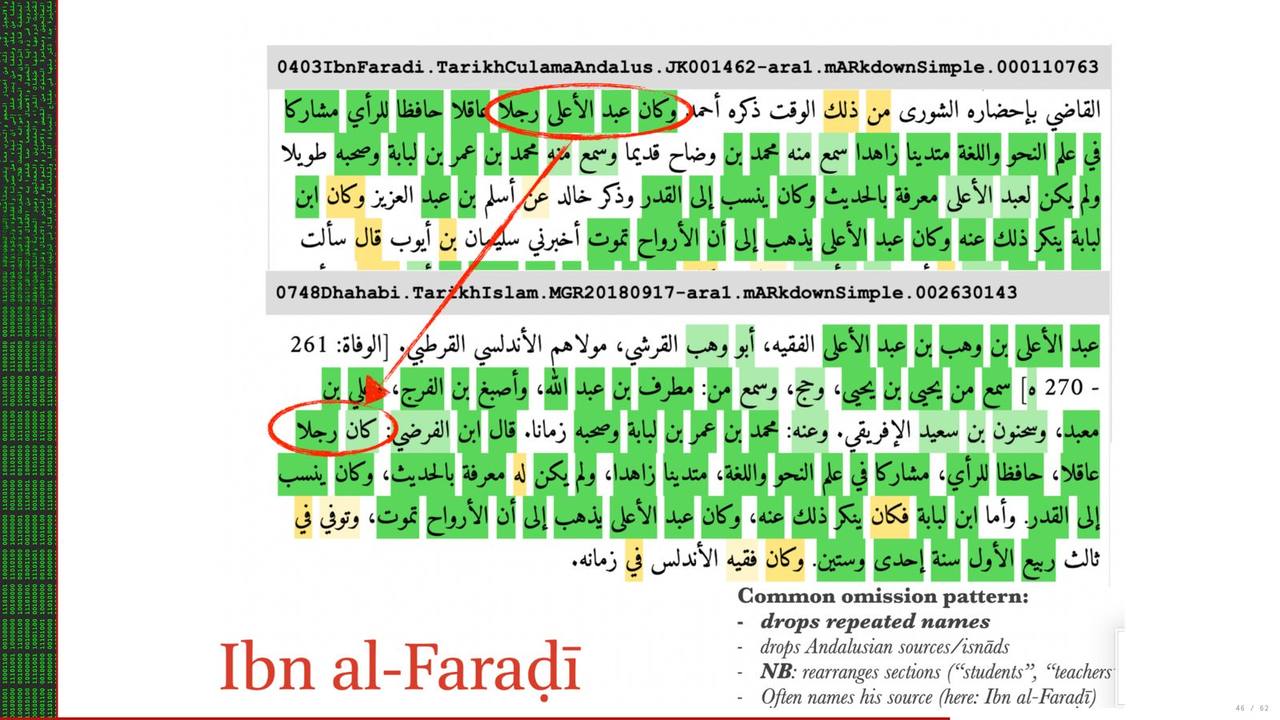 0403IbnFaradi.TarikhCulamaAndalus.JK001462-ara1.mARkdownSimple.000110763
القاضي بإحضاره الشورى من ذلك الوقت ذكره أحمد وكان عبد الأعلى رجلا عاقلا حافظا للرأي مشاركا
في علم النحو واللغة متدينا زاهدا سمع منه محمد بن وضاح قديما وسمع منه محمد بن عمر بن لبابة وصحبه طويلا
ولم يكن لعبد الأعلى معرفة بالحديث وكان ينسب إلى القدر وذكر خالد عن أسلم بن عبد العزيز وكان ابن
لبابة ينكر ذلك عنه وكان عبد الأعلى يذهب إلى أن الأرواح تموت أخبرني سليمان بن أيوب قال سألت
0748Dhahabi.TarikhIslam.MGR20180917-ara1.mARkdownSimple.002630143
عبد الأعلى بن وهب بن عبد الأعلى الفقيه، أبو وهب القرشي، مولاهم الأندلسي القرطبي. [الوفاة: 261
- 270 ه] سمع من يحيى بن يحيى، وحج، وسمع من: مطرف بن عبد الله، وأصبغ بن الفرج، وعلي بن
معبد، وسحنون بن سعيد الإفريقي. وعنه: محمد بن عمر بن لبابة وصحبه زمانا. قال ابن الفرضي: كان رجلا
عاقلا، حافظا للرأي، مشاركا في علم النحو واللغة، متدينا زاهدا، ولم يكن له معرفة بالحديث، وكان ينسب
إلى القدر. وأما ابن لبابة فكان ينكر ذلك عنه، وكان عبد الأعلى يذهب إلى أن الأرواح تموت، وتوفي في
ثالث ربيع الأول سنة إحدى وستين. وكان فقيه الأندلس في زمانه.
Common omission pattern:
- drops repeated names
- drops Andalusian sources/isnāds
- NB: rearranges sections (“students”, “teachers
- Often names his source (here: Ibn al-Faraḍī)
Ibn al-Faraḍī
46 / 62